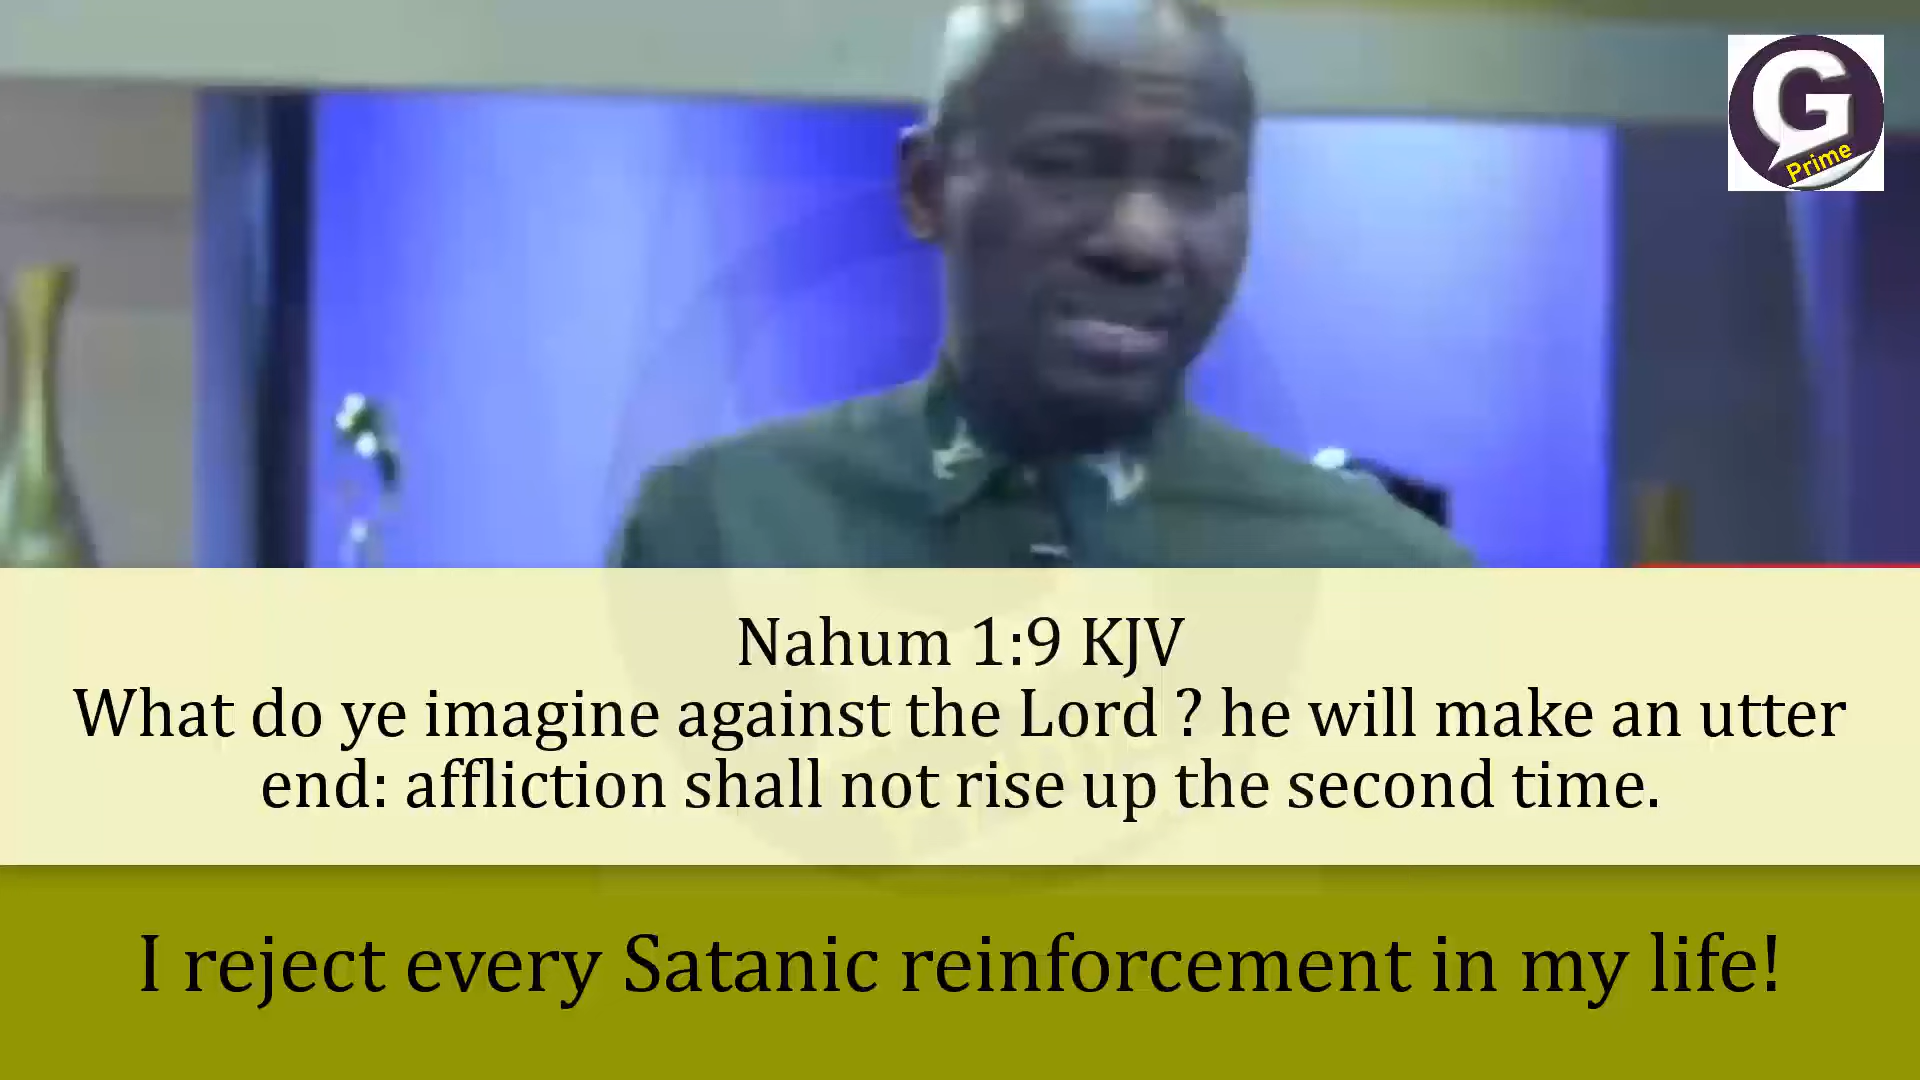 G
Prime
Nahum 1:9 KJV
What do ye imagine against the Lord ? he will make an utter
end: affliction shall not rise up the second time.
I reject every Satanic reinforcement in my life!